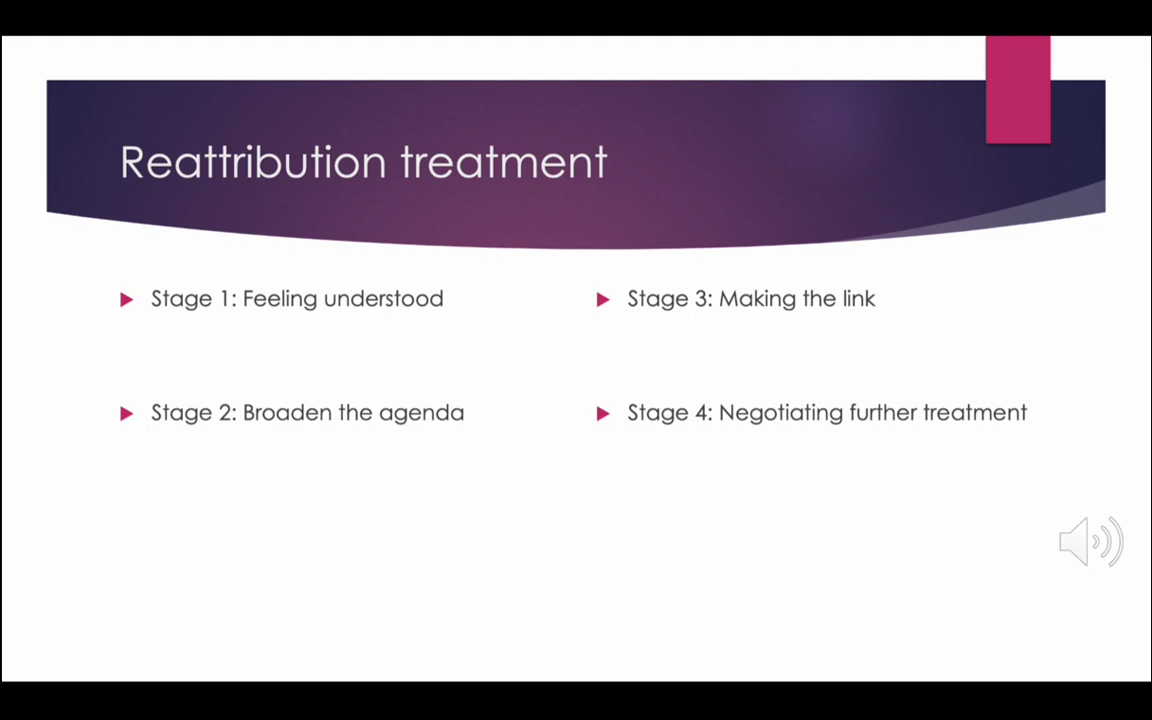 Reattribution treatment
Stage 1: Feeling understood
Stage 2: Broaden the agenda
Stage 3: Making the link
Stage 4: Negotiating further treatment